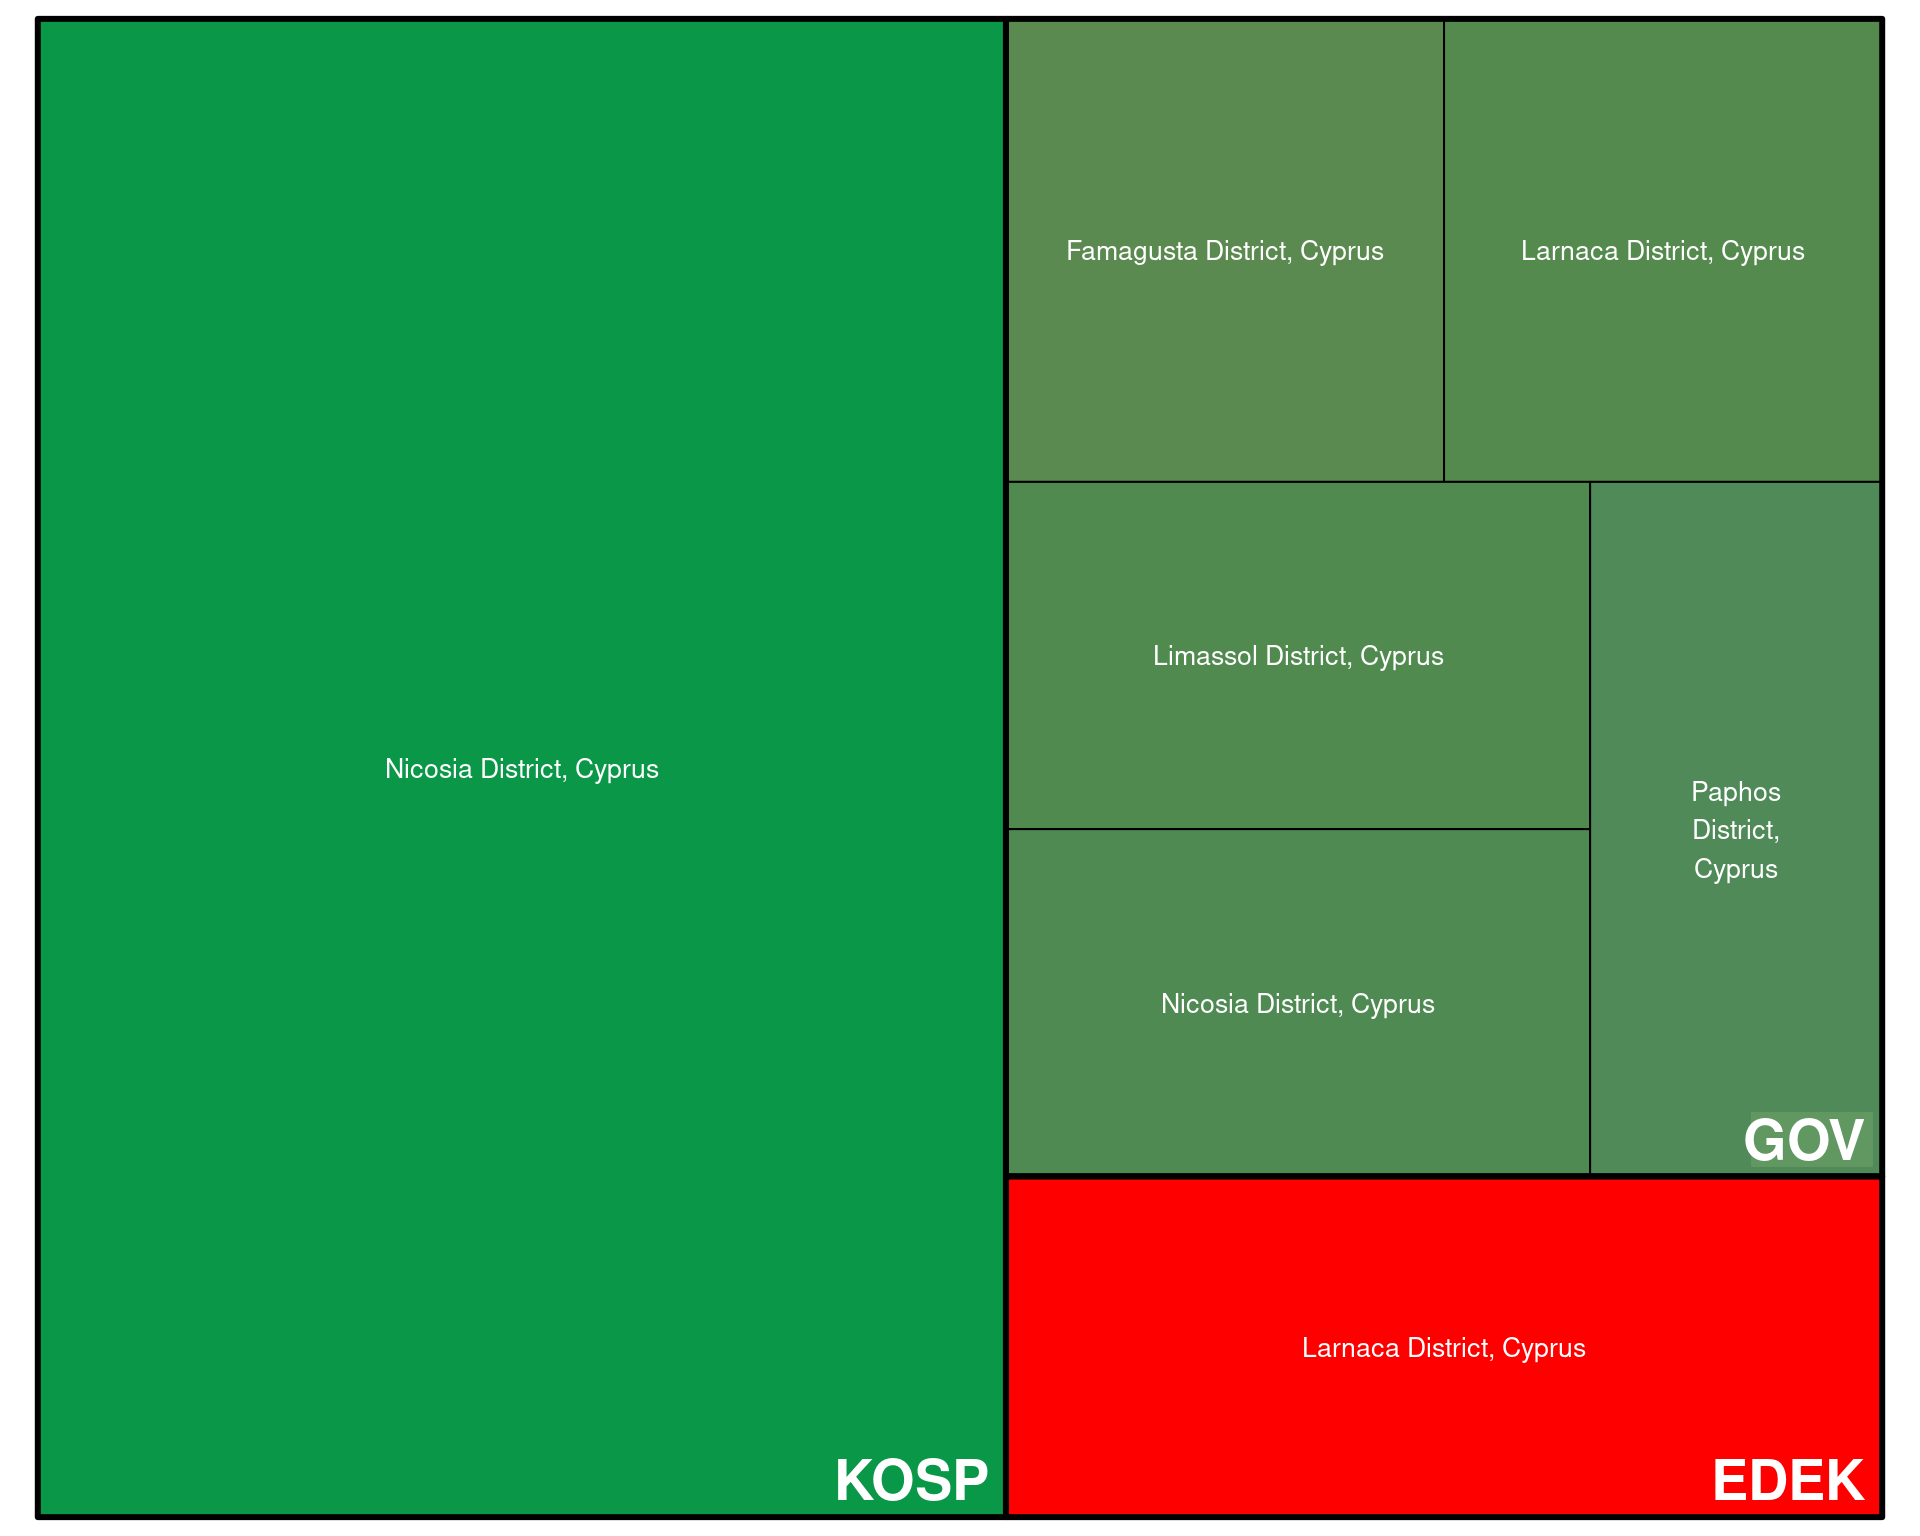 Nicosia District, Cyprus
KOSP
Famagusta District, Cyprus
Larnaca District, Cyprus
Limassol District, Cyprus
Nicosia District, Cyprus
Paphos
District,
Cyprus
GOV
Larnaca District, Cyprus
EDEK